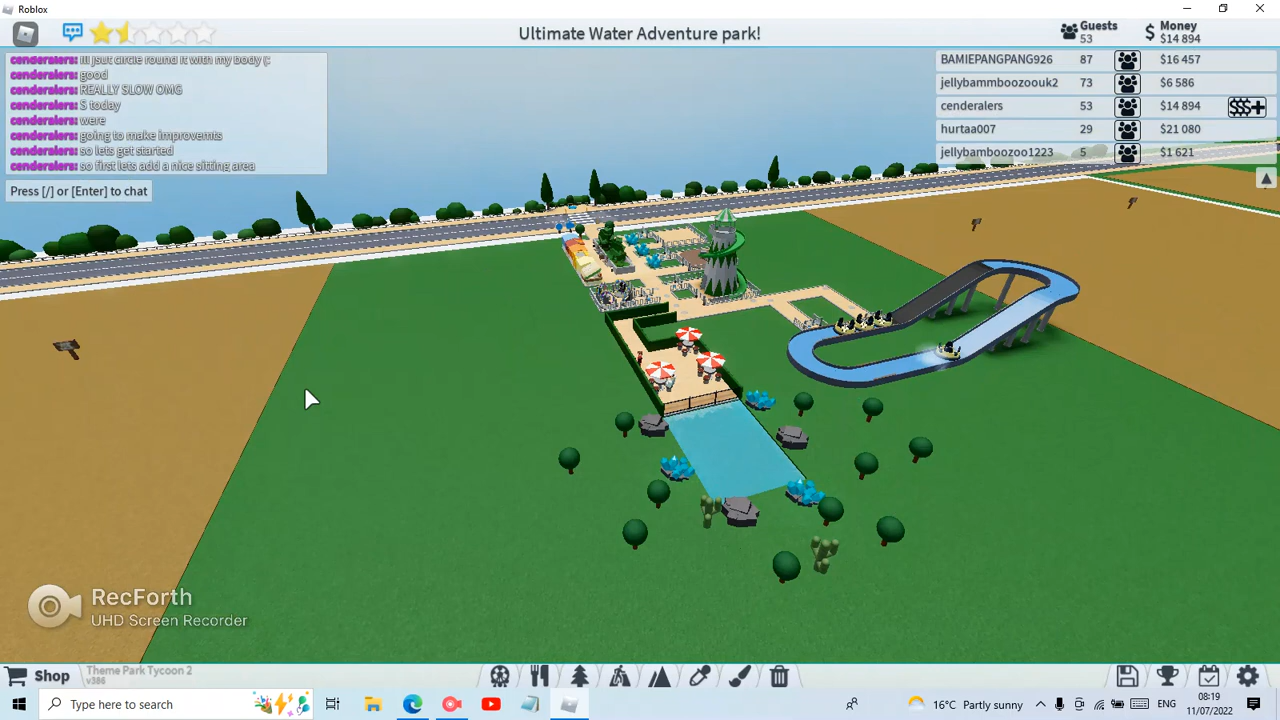 Roblox
Ultimate Water Adventure park!
Guests
53
Money
$14 894
cenderalers: ill jsut dircle round it with my body (:
cenderalers: good
cenderalers: REALLY SLOW OMG
cenderalers: S today
cenderalers: were
cenderalers: going to make improvemts
cenderalers: so lets get started
cenderalers: so first lets add a nice sitting area
Press [/] or [Enter] to chat
BAMIEPANGPANG926 87 $16 457
jellybammboozoouk2 73 $6 586
cenderalers 53 $14 894 $$$+
hurtaa007 29 $21 080
jellybamboozoo1223 5 $1 621
RecForth
UHD Screen Recorder
Shop
Theme Park Tycoon 2
v386
Type here to search
16°C Partly sunny
ENG
08:19
11/07/2022